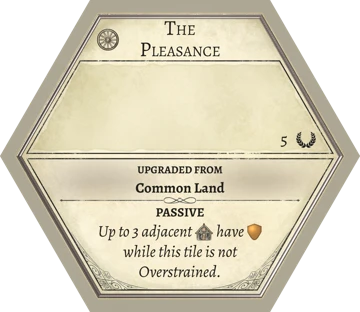 The
Pleasance
5
UPGRADED FROM
Common Land
PASSIVE
Up to 3 adjacent have
while this tile is not
Overstrained.